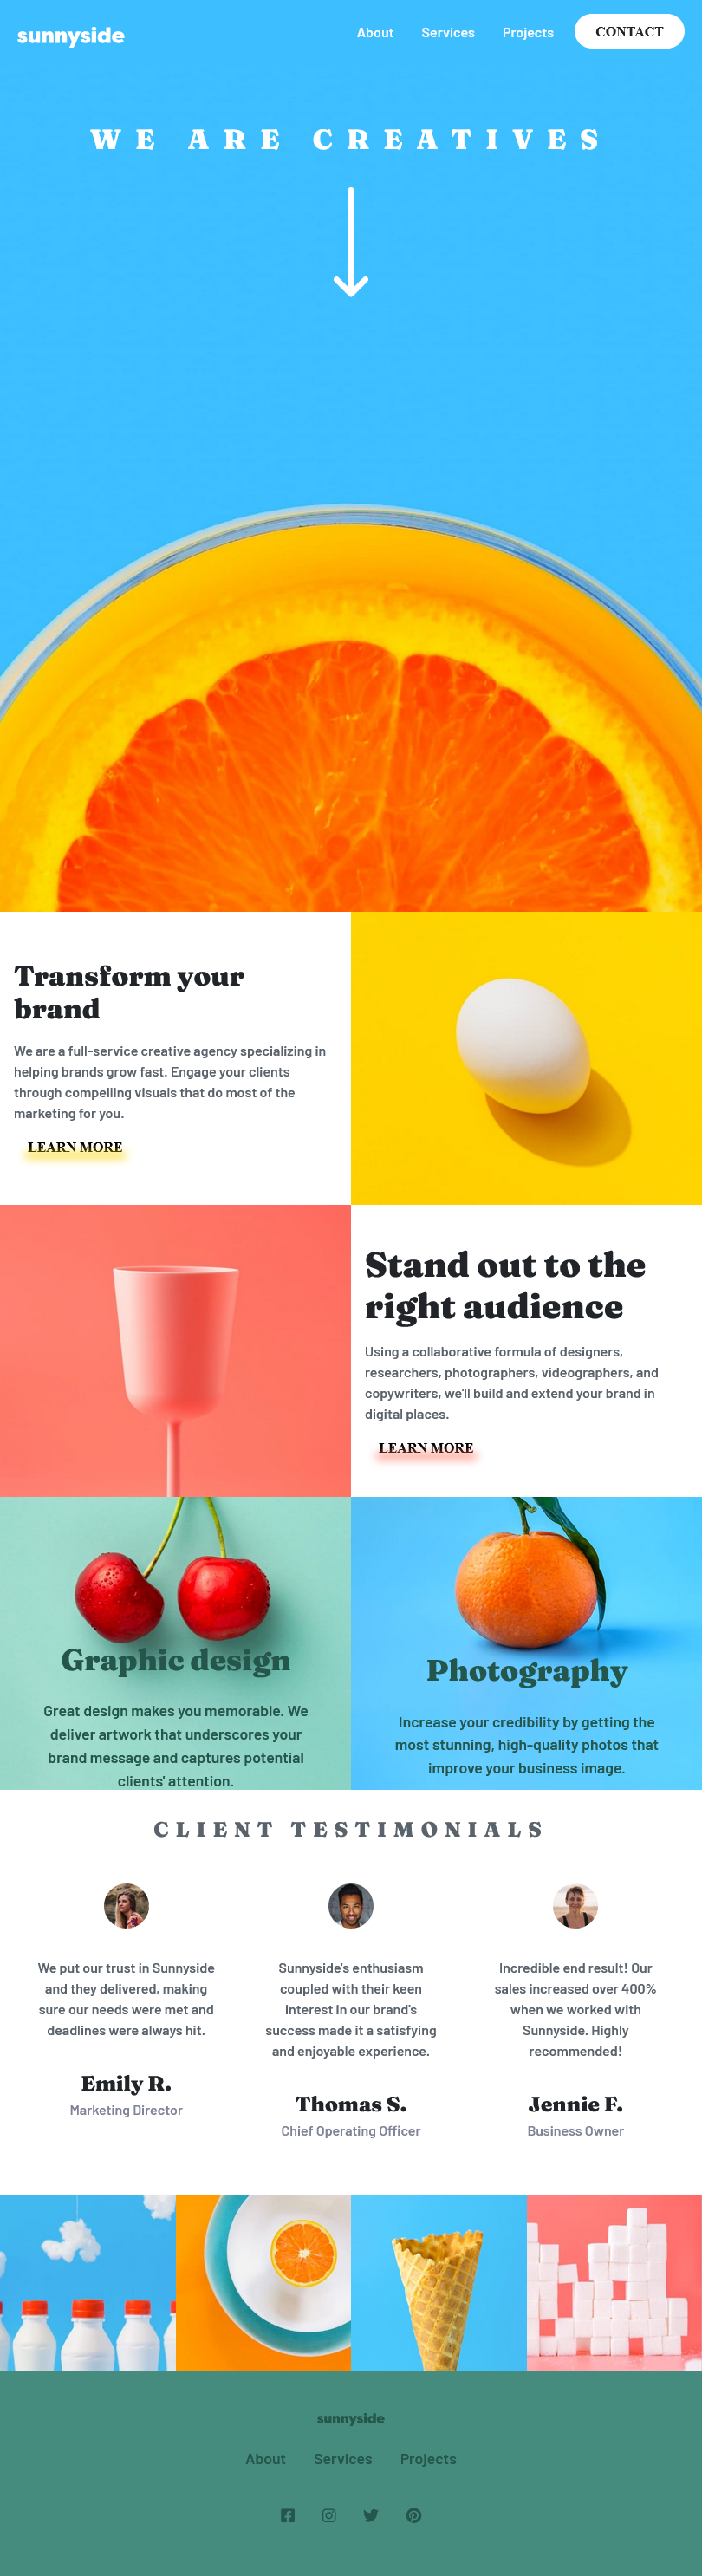 sunnyside
About Services Projects CONTACT
WE ARE CREATIVES
Transform your
brand
We are a full-service creative agency specializing in
helping brands grow fast. Engage your clients
through compelling visuals that do most of the
marketing for you.
LEARN MORE
Stand out to the
right audience
Using a collaborative formula of designers,
researchers, photographers, videographers, and
copywriters, we'll build and extend your brand in
digital places.
LEARN MORE
Graphic design
Great design makes you memorable. We
deliver artwork that underscores your
brand message and captures potential
clients' attention.
Photography
Increase your credibility by getting the
most stunning, high-quality photos that
improve your business image.
CLIENT TESTIMONIALS
We put our trust in Sunnyside
and they delivered, making
sure our needs were met and
deadlines were always hit.
Emily R.
Marketing Director
Sunnyside's enthusiasm
coupled with their keen
interest in our brand's
success made it a satisfying
and enjoyable experience.
Thomas S.
Chief Operating Officer
Incredible end result! Our
sales increased over 400%
when we worked with
Sunnyside. Highly
recommended!
Jennie F.
Business Owner
sunnyside
About Services Projects